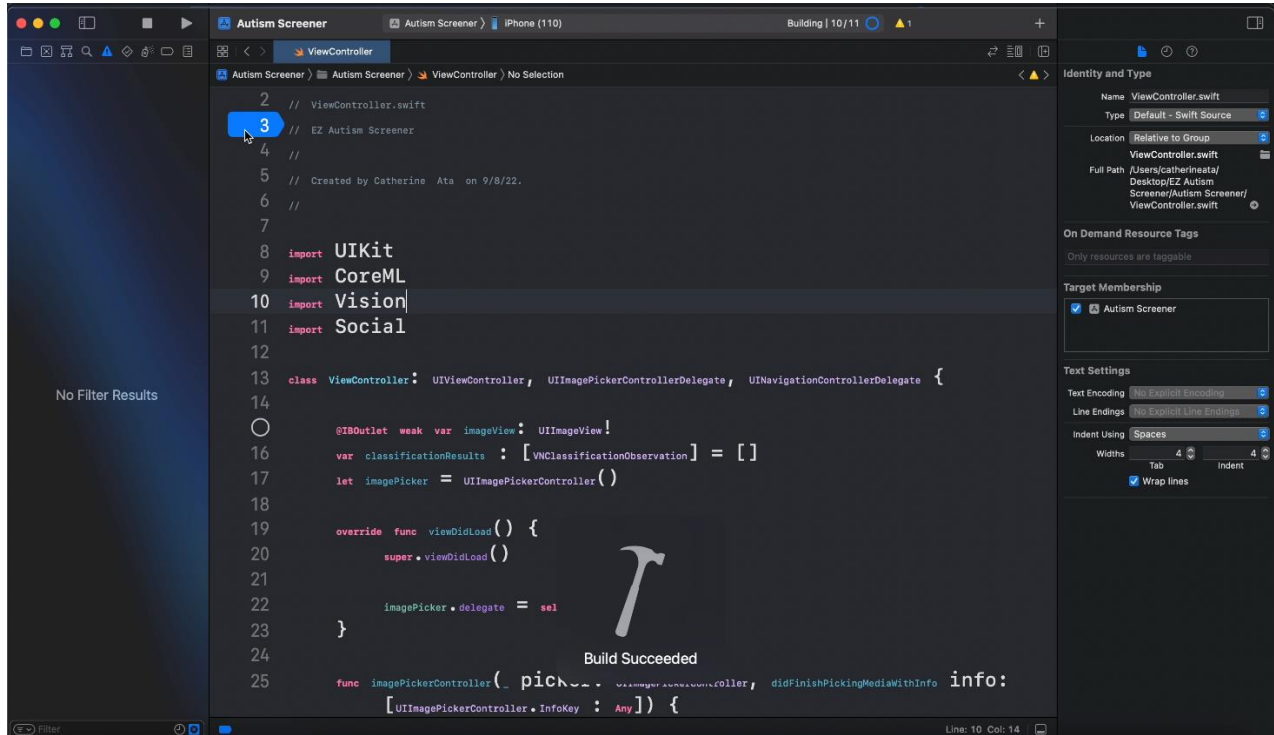 Autism Screener
Autism Screener 〉 iPhone (110)
Building | 10/11
1
ViewController
Autism Screener 〉 Autism Screener 〉 ViewController 〉 No Selection
2 // ViewController.swift
3 // EZ Autism Screener
4 //
5 // Created by Catherine Ata on 9/8/22.
6 //
7
8 import UIKit
9 import CoreML
10 import Vision
11 import Social
12
13 class ViewController: UIViewController, UIImagePickerControllerDelegate, UINavigationControllerDelegate {
14
@IBOutlet weak var imageView: UIImageView!
16 var classificationResults : [VNClassificationObservation] = []
17 let imagePicker = UIImagePickerController()
18
19 override func viewDidLoad() {
20 super.viewDidLoad()
21
22 imagePicker.delegate = sel
23 }
24
25 func imagePickerController(_ picker: UIImagePickerController, didFinishPickingMediaWithInfo info:
[UIImagePickerController.InfoKey : Any]) {
Build Succeeded
No Filter Results
Filter
Line: 10 Col: 14
Identity and Type
Name ViewController.swift
Type Default - Swift Source
Location Relative to Group
ViewController.swift
Full Path /Users/catherineata/
Desktop/EZ Autism
Screener/Autism Screener/
ViewController.swift
On Demand Resource Tags
Only resources are taggable
Target Membership
Autism Screener
Text Settings
Text Encoding No Explicit Encoding
Line Endings No Explicit Line Endings
Indent Using Spaces
Widths 4 4
Tab Indent
Wrap lines